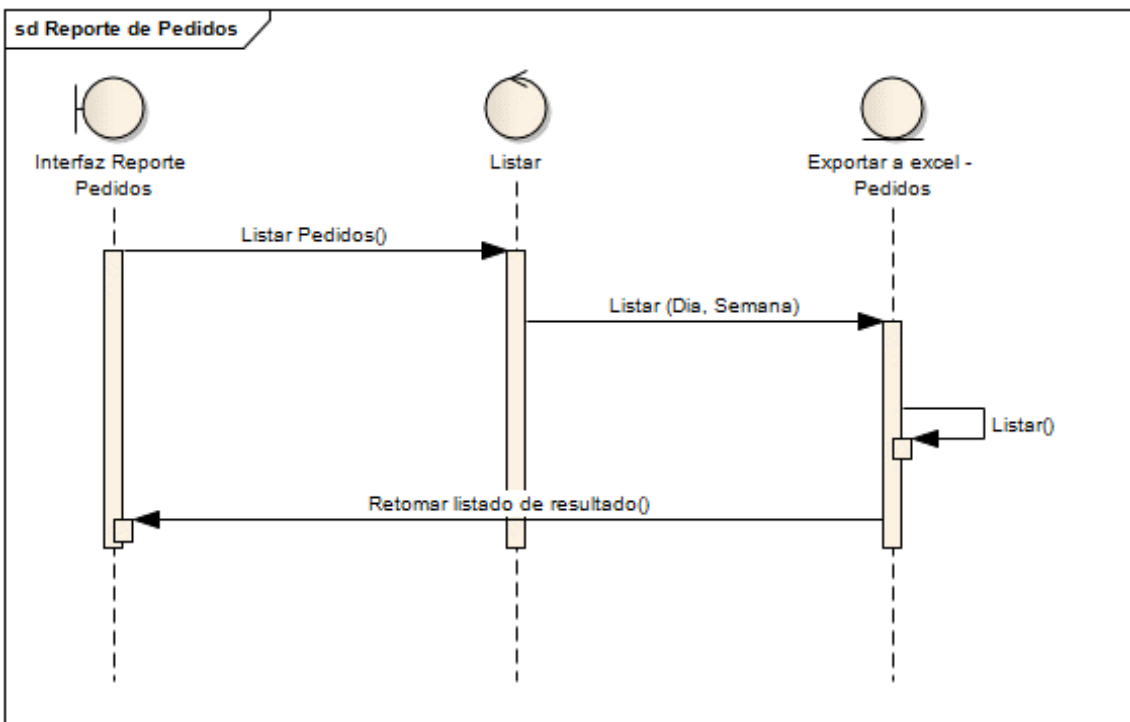 sd Reporte de Pedidos
Interfaz Reporte
Pedidos
Listar
Exportar a excel -
Pedidos
Listar Pedidos()
Listar (Dia, Semana)
Listar()
Retornar listado de resultado()